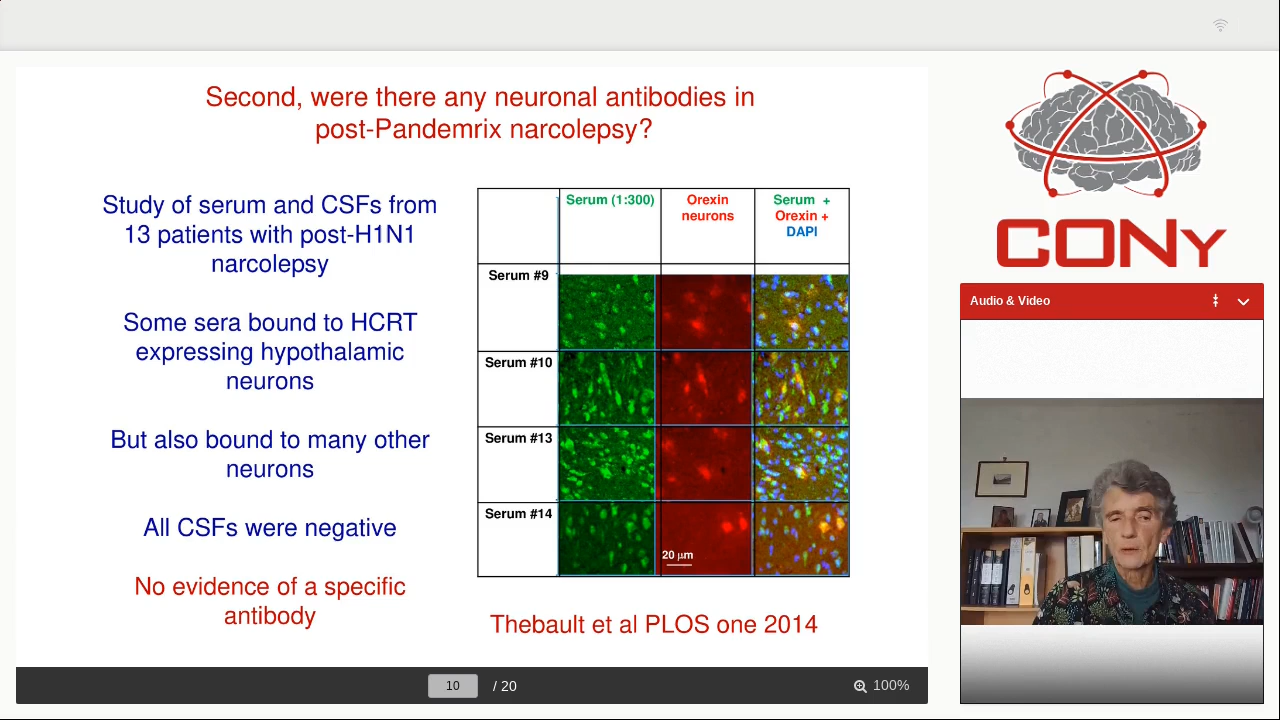 Second, were there any neuronal antibodies in
post-Pandemrix narcolepsy?
Study of serum and CSFs from
13 patients with post-H1N1
narcolepsy
Some sera bound to HCRT
expressing hypothalamic
neurons
But also bound to many other
neurons
All CSFs were negative
No evidence of a specific
antibody
Serum (1:300)
Orexin
neurons
Serum +
Orexin +
DAPI
Serum #9
Serum #10
Serum #13
Serum #14
20 μm
Thebault et al PLOS one 2014
10 / 20
100%
CONy
Audio & Video